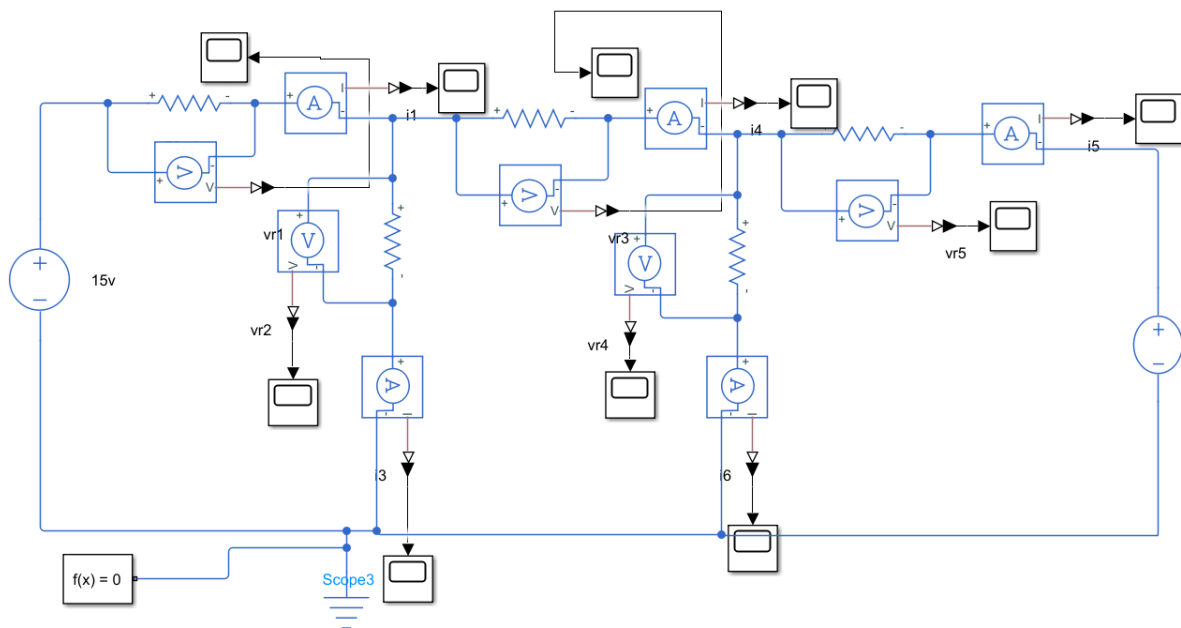 A
I
i1
A
I
i4
A
I
i5
V
V
V
V
V
V
vr5
vr1
V
V
vr3
V
V
15v
vr2
vr4
A
I
A
I
i3
i6
f(x) = 0
Scope3